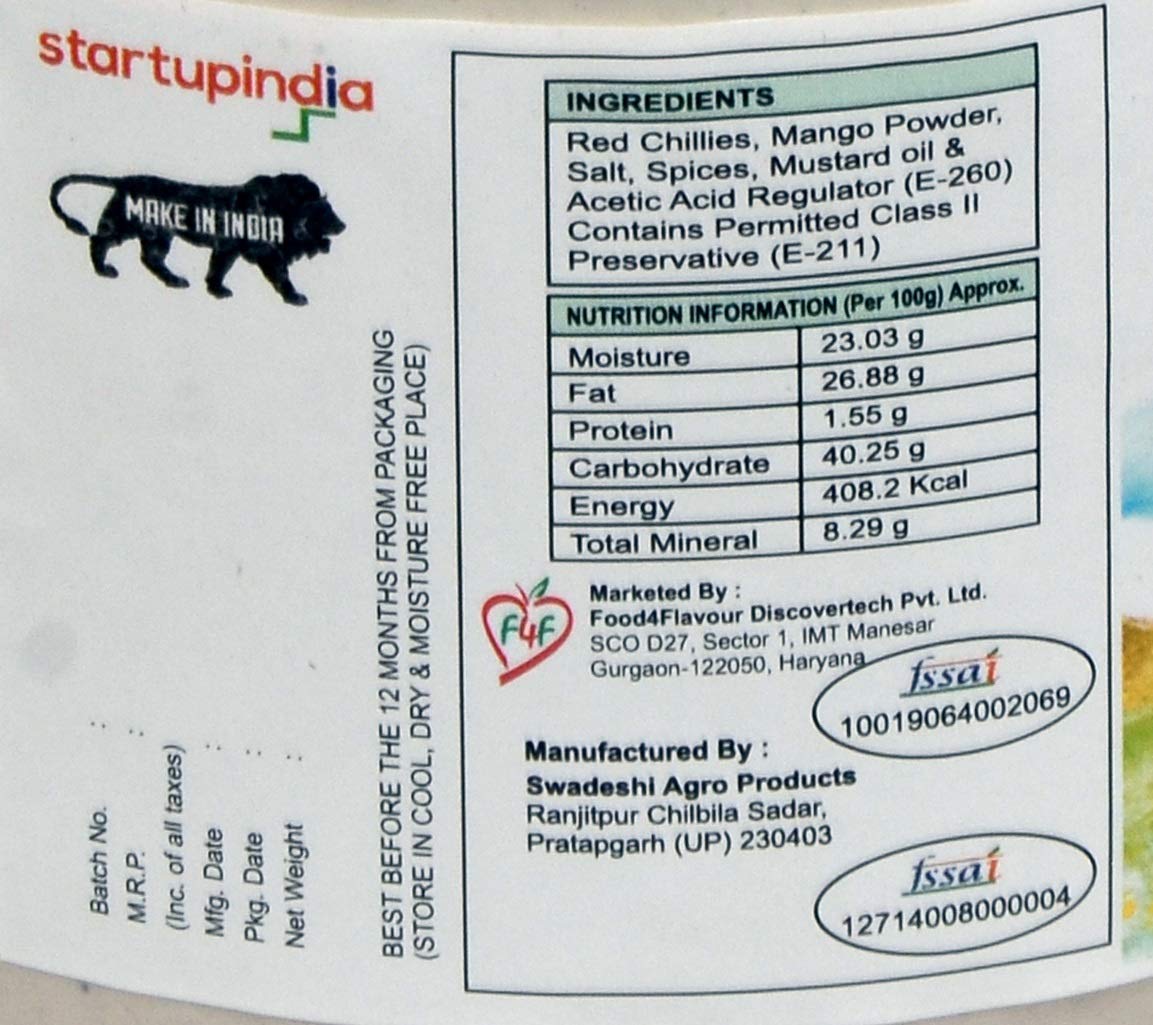 startupindia
MAKE IN INDIA
Batch No. :
M.R.P. :
(Inc. of all taxes)
Mfg. Date :
Pkg. Date :
Net Weight :
BEST BEFORE THE 12 MONTHS FROM PACKAGING
(STORE IN COOL, DRY & MOISTURE FREE PLACE)
INGREDIENTS
Red Chillies, Mango Powder,
Salt, Spices, Mustard oil &
Acetic Acid Regulator (E-260)
Contains Permitted Class II
Preservative (E-211)
NUTRITION INFORMATION (Per 100g) Approx.
Moisture 23.03 g
Fat 26.88 g
Protein 1.55 g
Carbohydrate 40.25 g
Energy 408.2 Kcal
Total Mineral 8.29 g
F4F
Marketed By :
Food4Flavour Discovertech Pvt. Ltd.
SCO D27, Sector 1, IMT Manesar
Gurgaon-122050, Haryana
fssai
10019064002069
Manufactured By :
Swadeshi Agro Products
Ranjitpur Chilbila Sadar,
Pratapgarh (UP) 230403
fssai
12714008000004